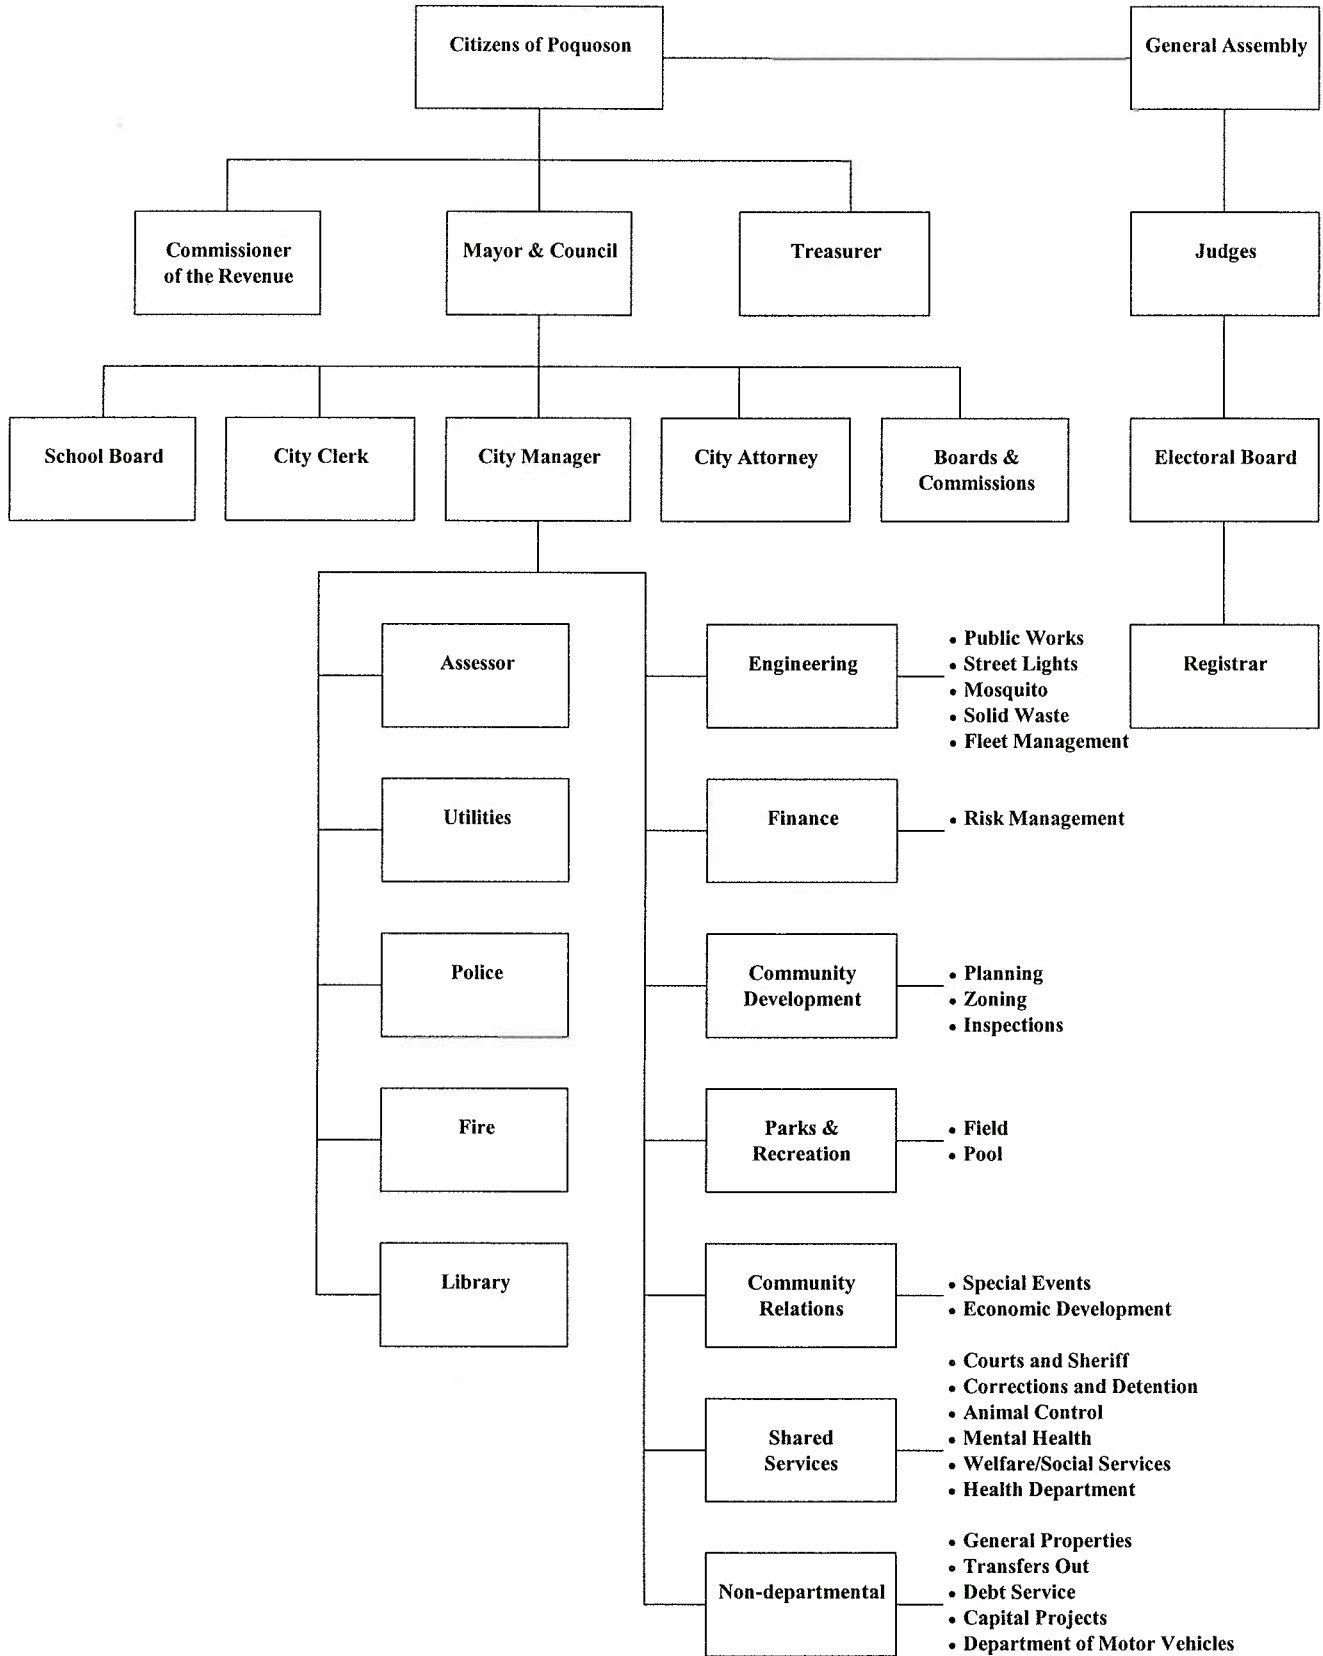 Citizens of Poquoson
General Assembly
Commissioner
of the Revenue
Mayor & Council
Treasurer
Judges
School Board
City Clerk
City Manager
City Attorney
Boards &
Commissions
Electoral Board
Assessor
Engineering
• Public Works
• Street Lights
• Mosquito
• Solid Waste
• Fleet Management
Registrar
Utilities
Finance
• Risk Management
Police
Community
Development
• Planning
• Zoning
• Inspections
Fire
Parks &
Recreation
• Field
• Pool
Library
Community
Relations
• Special Events
• Economic Development
Shared
Services
• Courts and Sheriff
• Corrections and Detention
• Animal Control
• Mental Health
• Welfare/Social Services
• Health Department
Non-departmental
• General Properties
• Transfers Out
• Debt Service
• Capital Projects
• Department of Motor Vehicles